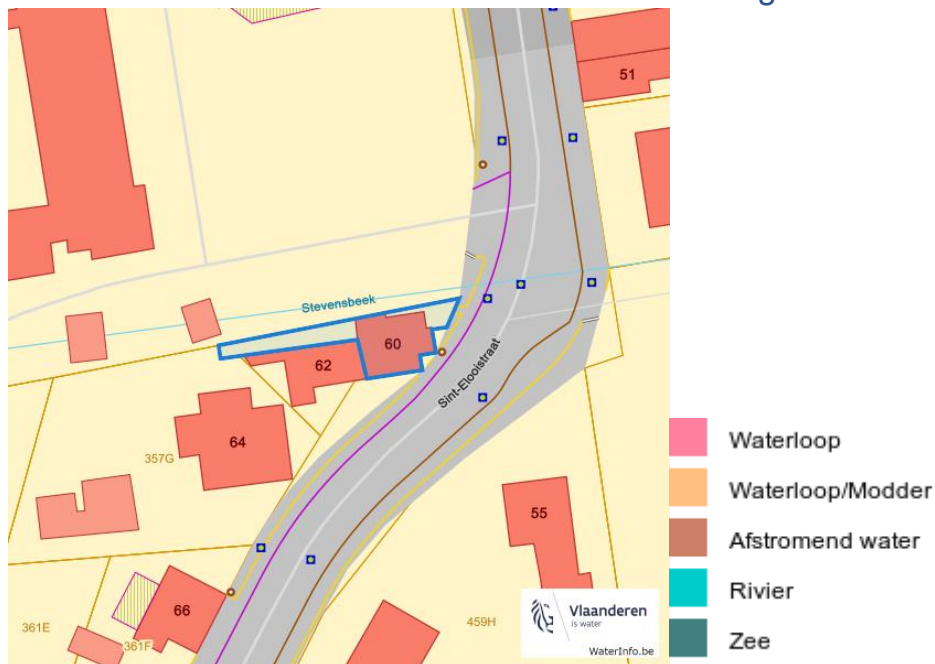 g
51
Stevensbeek
60
62
Sint-Elooistraat
64
357G
55
66
361E
361F
459H
Vlaanderen
is water
WaterInfo.be
Waterloop
Waterloop/Modder
Afstromend water
Rivier
Zee